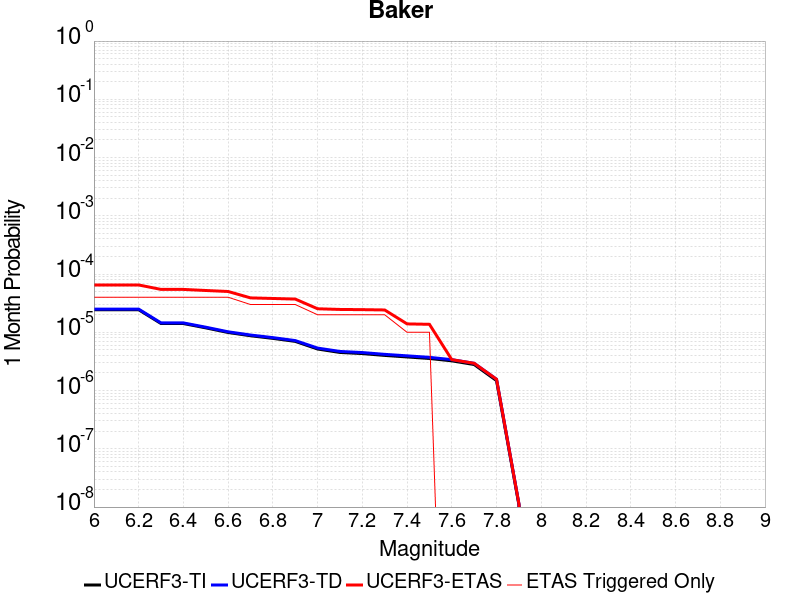 Baker
10^0
10^-1
10^-2
10^-3
10^-4
10^-5
10^-6
10^-7
10^-8
1 Month Probability
6 6.2 6.4 6.6 6.8 7 7.2 7.4 7.6 7.8 8 8.2 8.4 8.6 8.8 9
Magnitude
UCERF3-TI UCERF3-TD UCERF3-ETAS ETAS Triggered Only